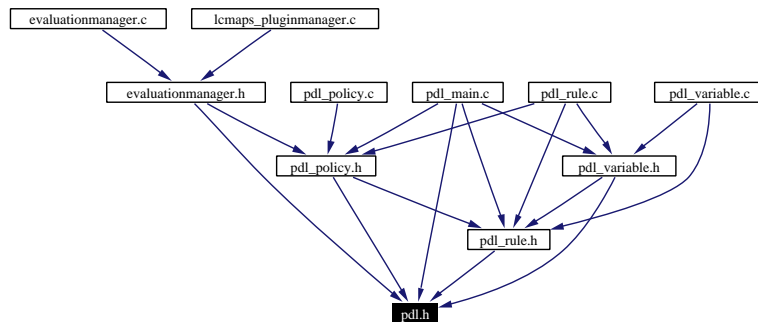 evaluationmanager.c
lcmaps_pluginmanager.c
evaluationmanager.h
pdl_policy.c
pdl_main.c
pdl_rule.c
pdl_variable.c
pdl_policy.h
pdl_variable.h
pdl_rule.h
pdl.h